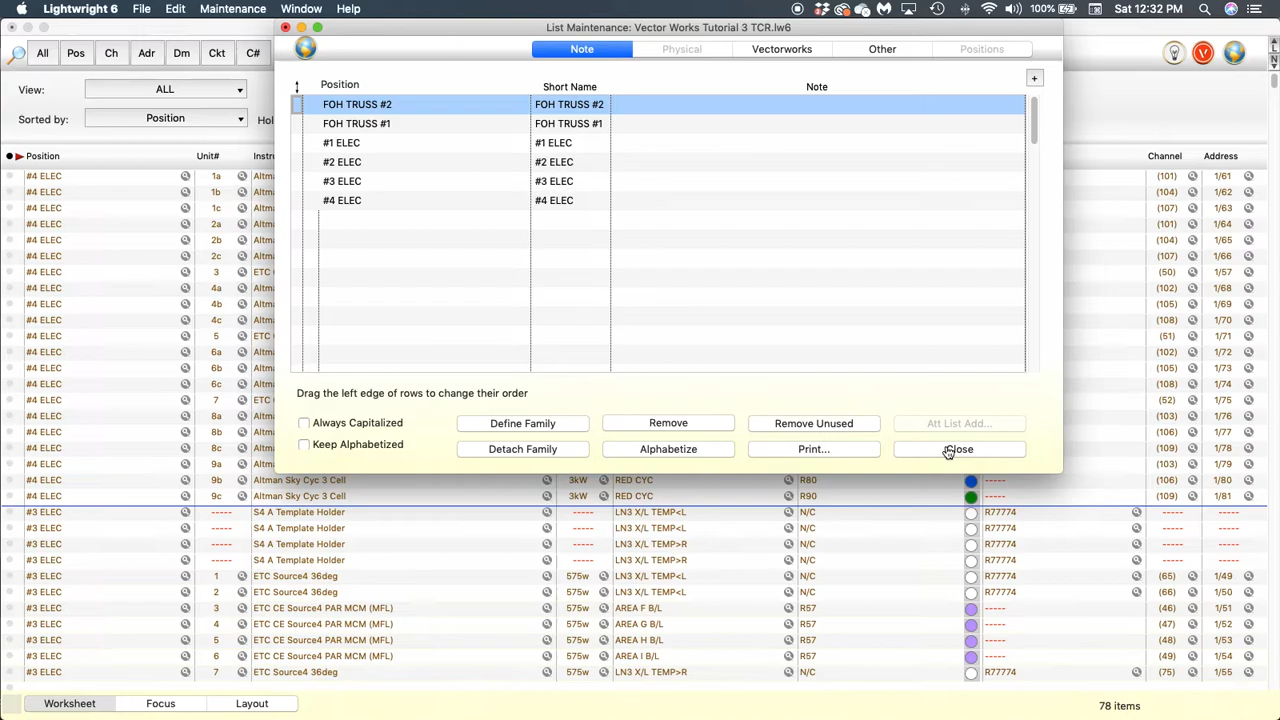 Lightwright 6 File Edit Maintenance Window Help 100% Sat 12:32 PM
List Maintenance: Vector Works Tutorial 3 TCR.lw6
All Pos Ch Adr Dm Ckt C#
Note Physical Vectorworks Other Positions
View: ALL
Sorted by: Position
Position Short Name Note
+
FOH TRUSS #2 FOH TRUSS #2
FOH TRUSS #1 FOH TRUSS #1
#1 ELEC #1 ELEC
#2 ELEC #2 ELEC
#3 ELEC #3 ELEC
#4 ELEC #4 ELEC
Drag the left edge of rows to change their order
Always Capitalized Define Family Remove Remove Unused Att List Add...
Keep Alphabetized Detach Family Alphabetize Print... Close
Position Unit# Channel Address
#4 ELEC 1a (101) 1/61
#4 ELEC 1b (104) 1/62
#4 ELEC 1c (107) 1/63
#4 ELEC 2a (101) 1/64
#4 ELEC 2b (104) 1/65
#4 ELEC 2c (107) 1/66
#4 ELEC 3 ETC (50) 1/57
#4 ELEC 4a (102) 1/68
#4 ELEC 4b (105) 1/69
#4 ELEC 4c (108) 1/70
#4 ELEC 5 ETC (51) 1/71
#4 ELEC 6a (102) 1/72
#4 ELEC 6b (105) 1/73
#4 ELEC 6c (108) 1/74
#4 ELEC 7 ETC (52) 1/75
#4 ELEC 8a (103) 1/76
#4 ELEC 8b (106) 1/77
#4 ELEC 8c (109) 1/78
#4 ELEC 9a (103) 1/79
#4 ELEC 9b Altman Sky Cyc 3 Cell 3kW RED CYC R80 ----- (106) 1/80
#4 ELEC 9c Altman Sky Cyc 3 Cell 3kW RED CYC R90 ----- (109) 1/81
#3 ELEC ----- S4 A Template Holder ----- LN3 X/L TEMP<L N/C R77774 ----- -----
#3 ELEC ----- S4 A Template Holder ----- LN3 X/L TEMP<L N/C R77774 ----- -----
#3 ELEC ----- S4 A Template Holder ----- LN3 X/L TEMP>R N/C R77774 ----- -----
#3 ELEC ----- S4 A Template Holder ----- LN3 X/L TEMP>R N/C R77774 ----- -----
#3 ELEC 1 ETC Source4 36deg 575w LN3 X/L TEMP<L N/C R77774 (65) 1/49
#3 ELEC 2 ETC Source4 36deg 575w LN3 X/L TEMP<L N/C R77774 (66) 1/50
#3 ELEC 3 ETC CE Source4 PAR MCM (MFL) 575w AREA F B/L R57 ----- (46) 1/51
#3 ELEC 4 ETC CE Source4 PAR MCM (MFL) 575w AREA G B/L R57 ----- (47) 1/52
#3 ELEC 5 ETC CE Source4 PAR MCM (MFL) 575w AREA H B/L R57 ----- (48) 1/53
#3 ELEC 6 ETC CE Source4 PAR MCM (MFL) 575w AREA I B/L R57 ----- (49) 1/54
#3 ELEC 7 ETC Source4 36deg 575w LN3 X/L TEMP>R N/C R77774 (75) 1/55
Worksheet Focus Layout 78 items